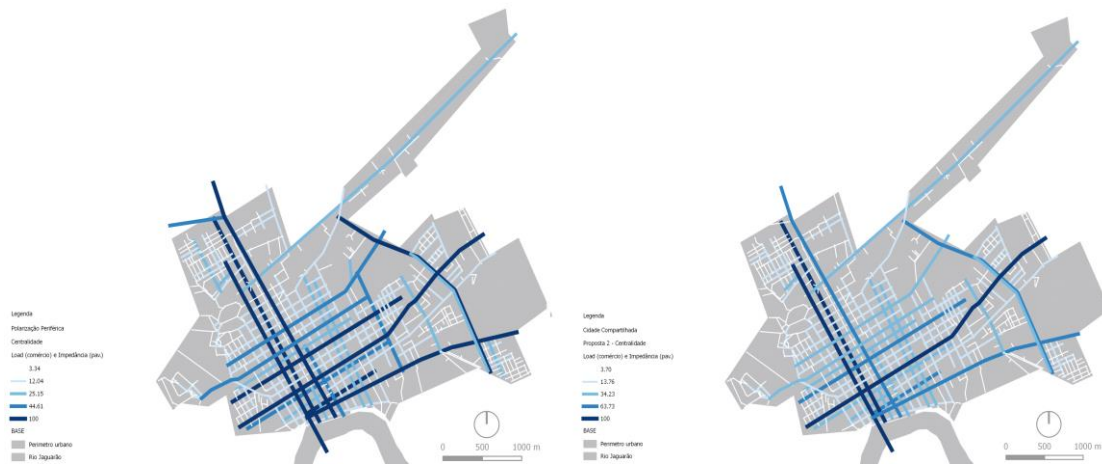 Legenda
Polarização Periférica
Centralidade
Load (comércio) e Impedância (pav.)
3.34
12.04
25.15
44.61
100
BASE
Perímetro urbano
Rio Jaguarão
0 500 1000 m
Legenda
Cidade Compartilhada
Proposta 2 - Centralidade
Load (comércio) e Impedância (pav.)
3.70
13.76
34.23
63.73
100
BASE
Perímetro urbano
Rio Jaguarão
0 500 1000 m